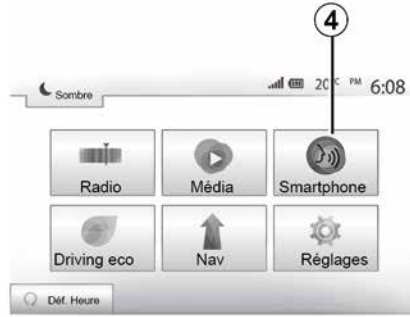 4
Sombre
20°C PM 6:08
Radio Média Smartphone
Driving eco Nav Réglages
Déf. Heure